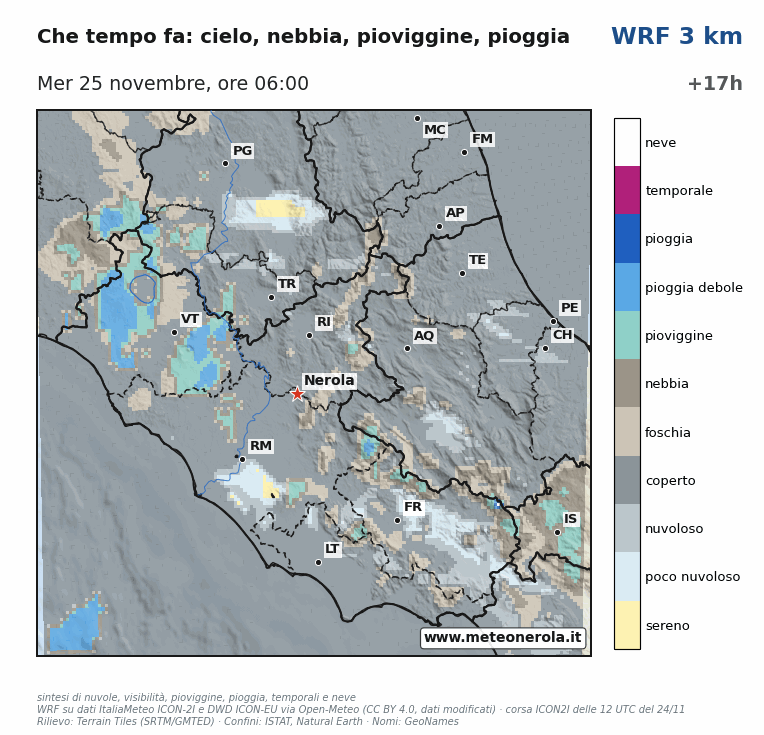 Che tempo fa: cielo, nebbia, pioviggine, pioggia
WRF 3 km
Mer 25 novembre, ore 06:00
+17h
MC
FM
PG
AP
TE
TR
PE
VT
RI
AQ
CH
Nerola
RM
FR
IS
LT
www.meteonerola.it
neve
temporale
pioggia
pioggia debole
pioviggine
nebbia
foschia
coperto
nuvoloso
poco nuvoloso
sereno
sintesi di nuvole, visibilità, pioviggine, pioggia, temporali e neve
WRF su dati ItaliaMeteo ICON-2I e DWD ICON-EU via Open-Meteo (CC BY 4.0, dati modificati) · corsa ICON2I delle 12 UTC del 24/11
Rilievo: Terrain Tiles (SRTM/GMTED) · Confini: ISTAT, Natural Earth · Nomi: GeoNames